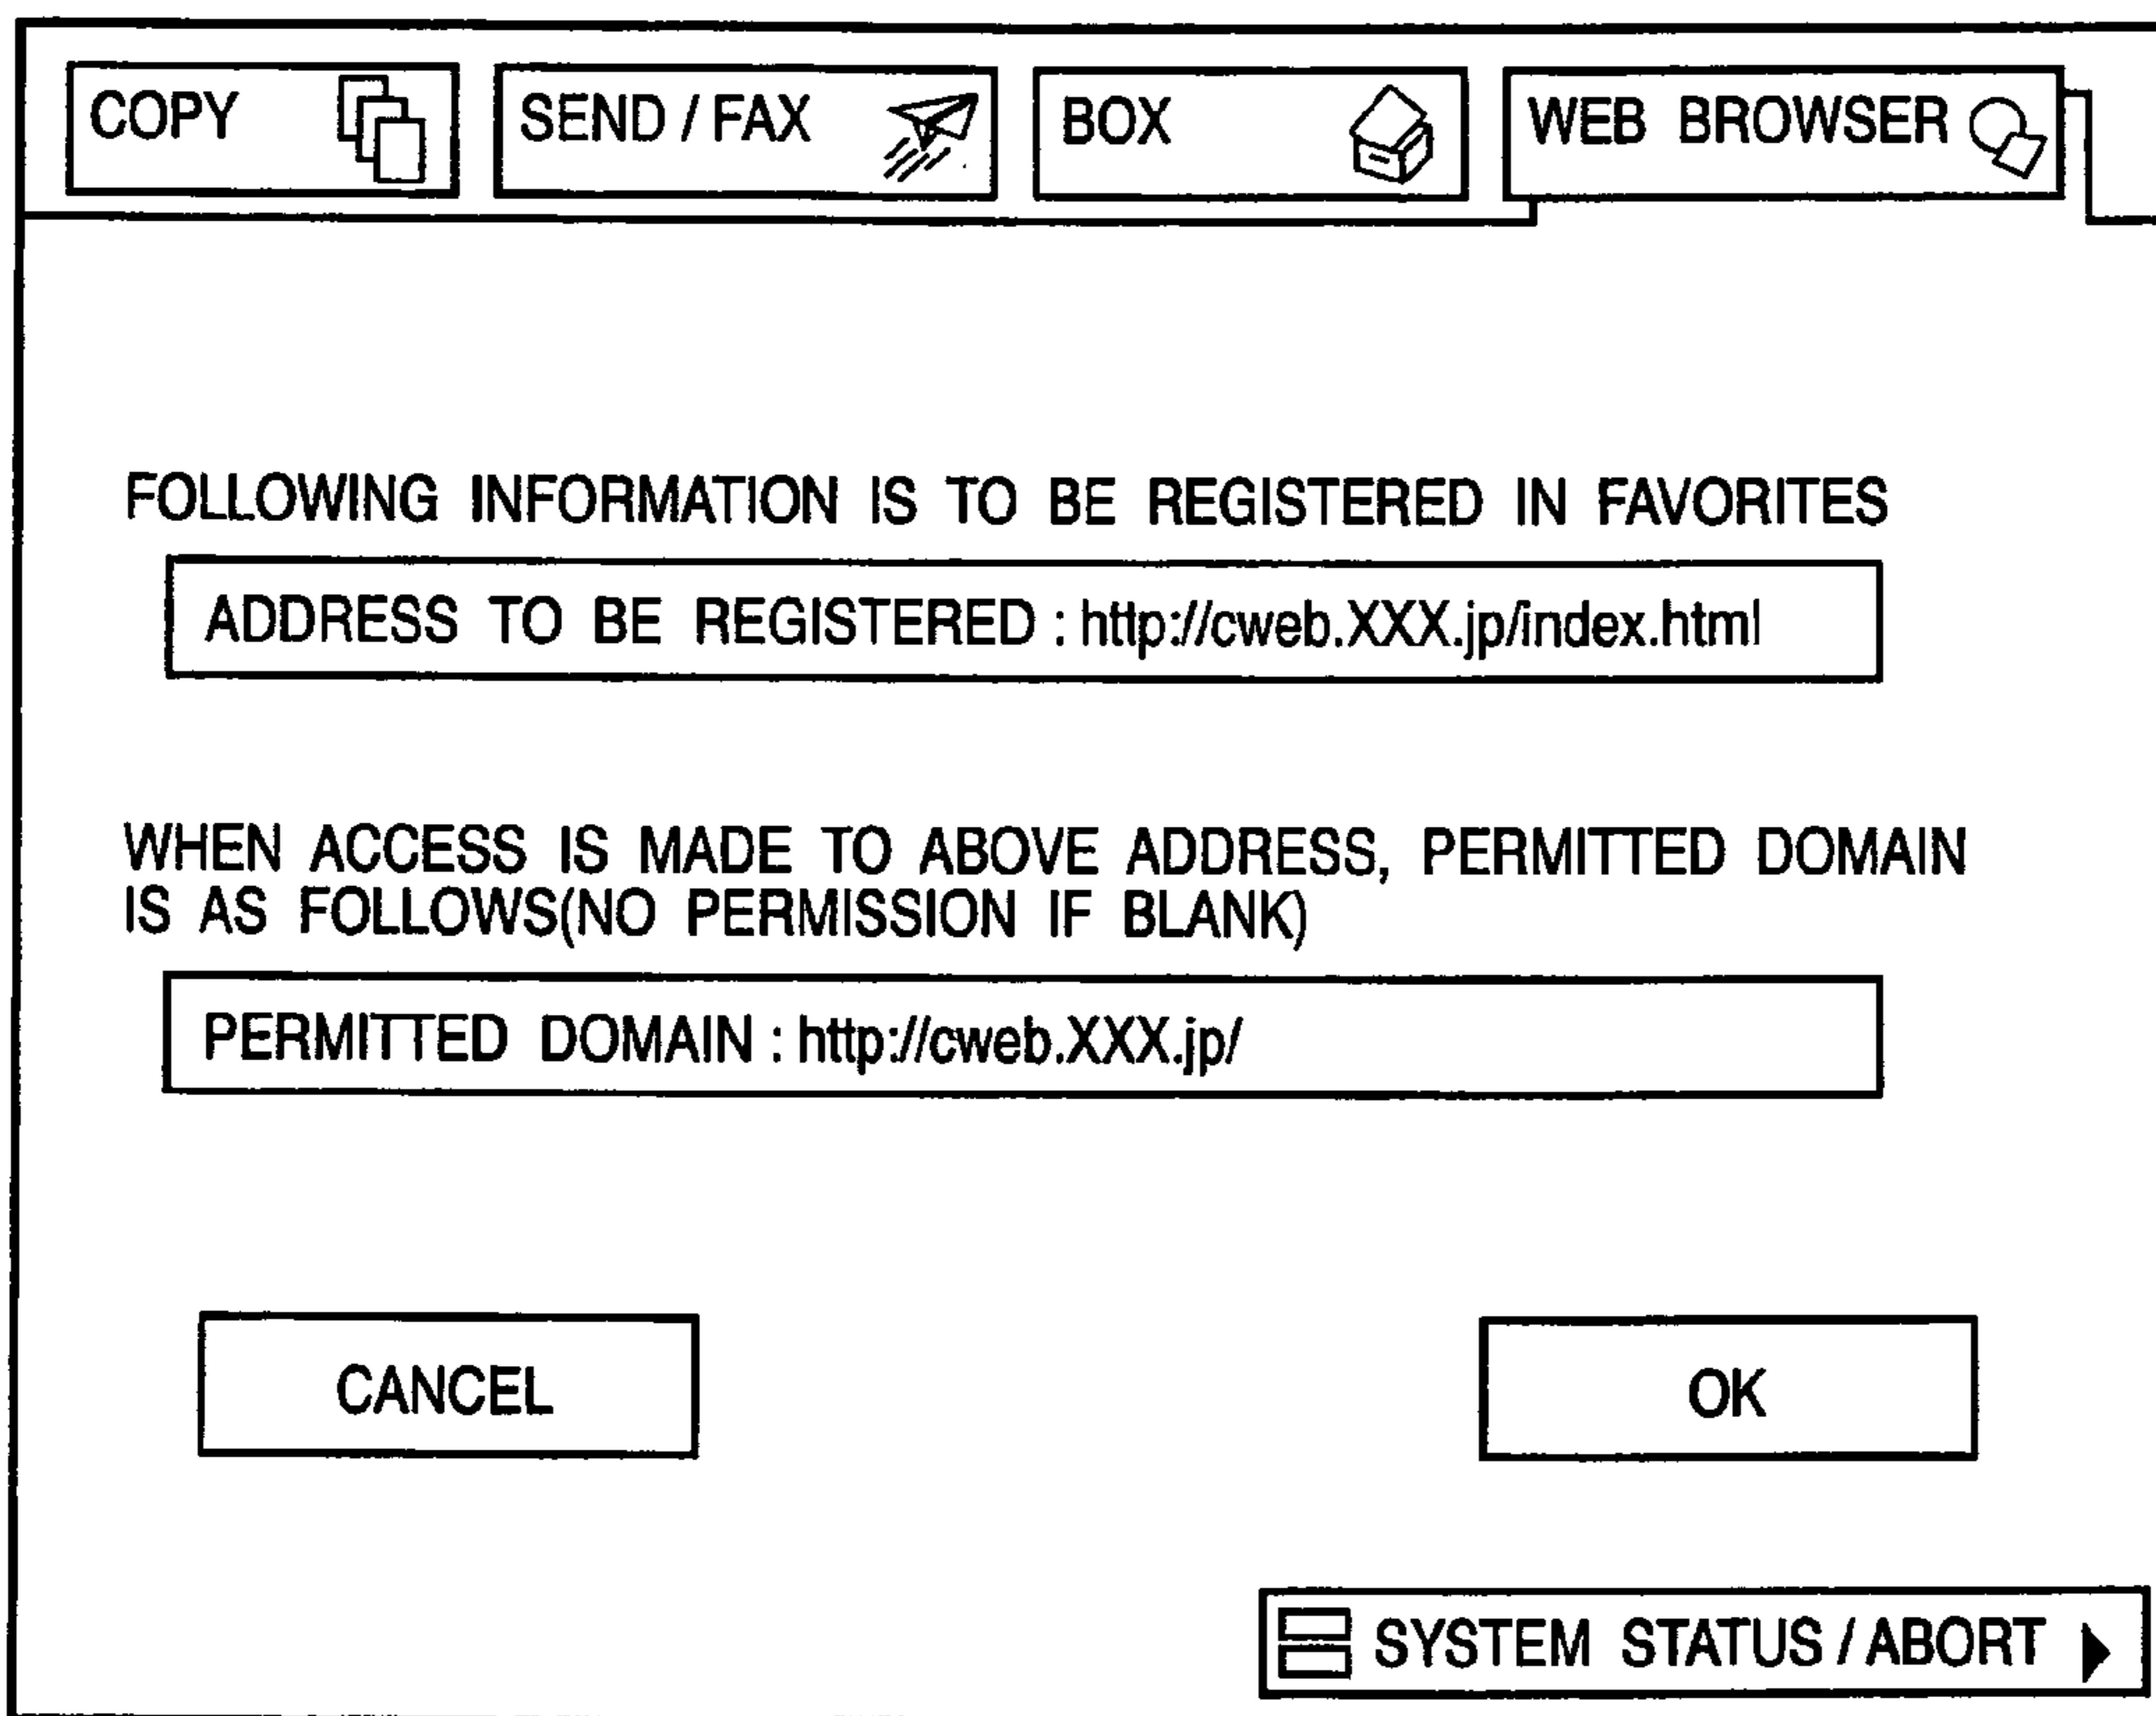 COPY
SEND / FAX
BOX
WEB BROWSER
FOLLOWING INFORMATION IS TO BE REGISTERED IN FAVORITES
ADDRESS TO BE REGISTERED : http://cweb.XXX.jp/index.html
WHEN ACCESS IS MADE TO ABOVE ADDRESS, PERMITTED DOMAIN
IS AS FOLLOWS(NO PERMISSION IF BLANK)
PERMITTED DOMAIN : http://cweb.XXX.jp/
CANCEL
OK
SYSTEM STATUS / ABORT